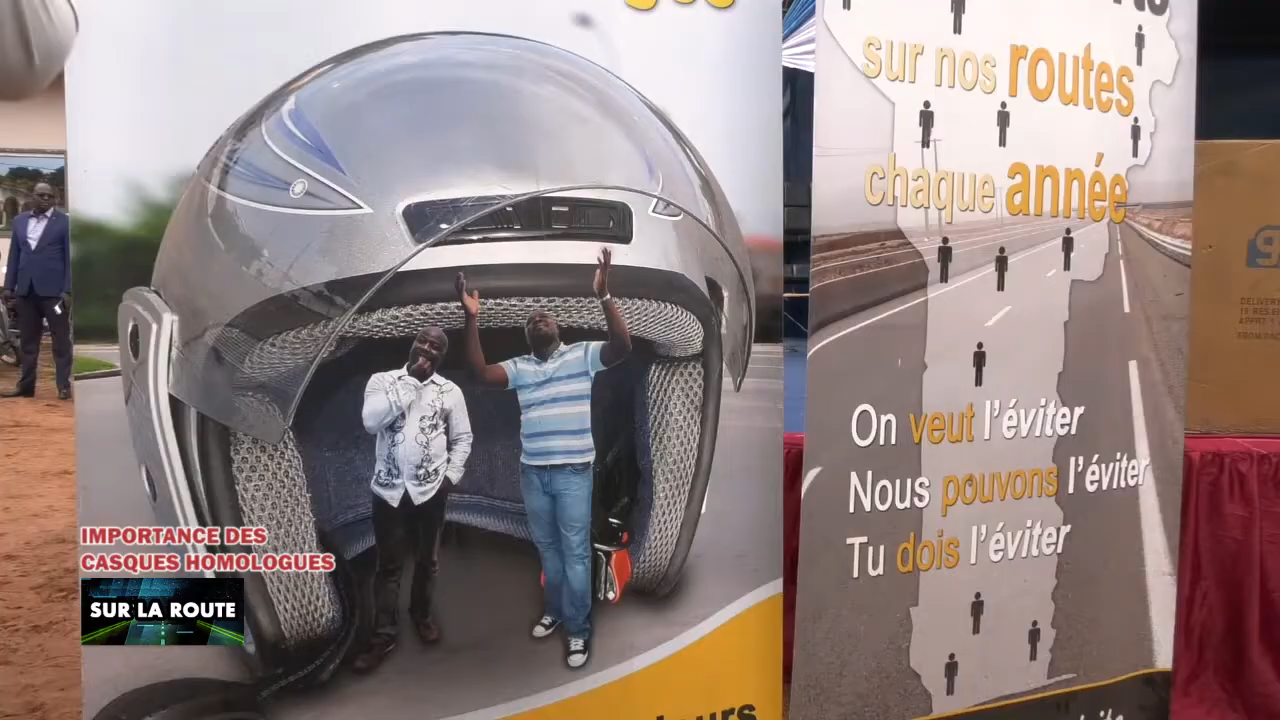 sur nos routes
chaque année
On veut l'éviter
Nous pouvons l'éviter
Tu dois l'éviter
IMPORTANCE DES
CASQUES HOMOLOGUES
SUR LA ROUTE